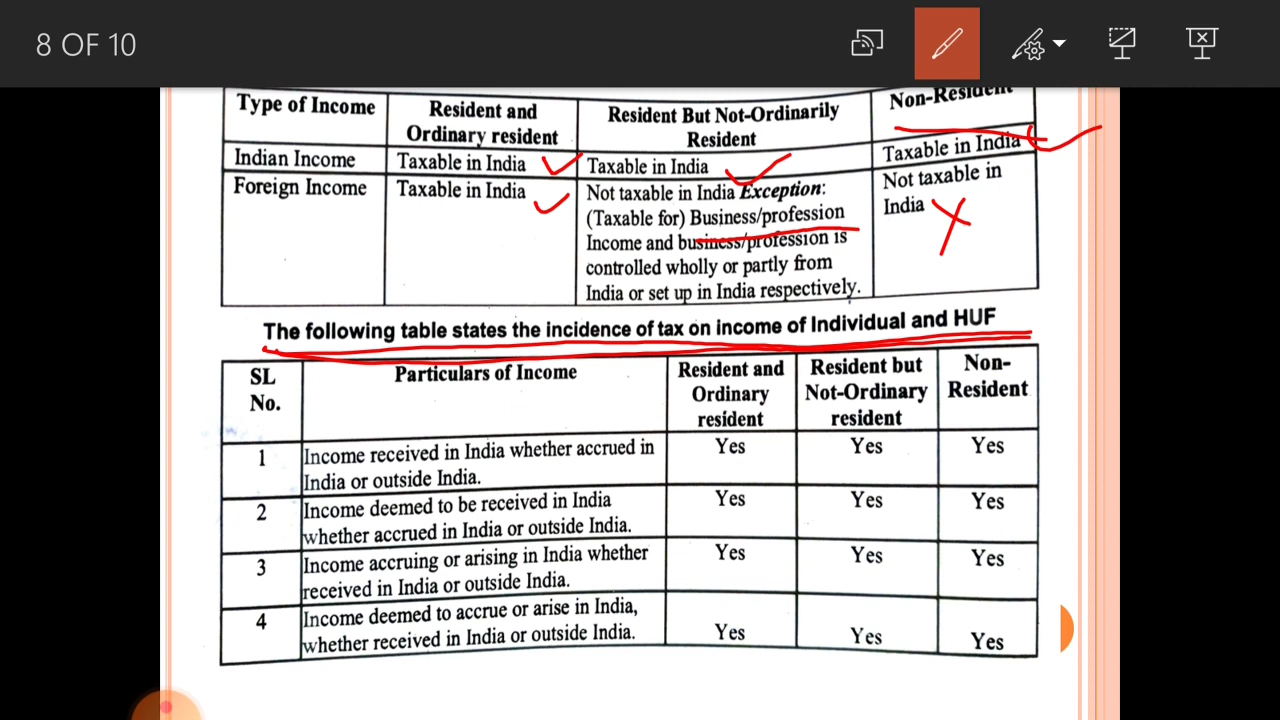 8 OF 10
Type of Income
Resident and
Ordinary resident
Resident But Not-Ordinarily
Resident
Non-Resident
Indian Income
Taxable in India
Taxable in India
Taxable in India
Foreign Income
Taxable in India
Not taxable in India Exception:
(Taxable for) Business/profession
Income and business/profession is
controlled wholly or partly from
India or set up in India respectively.
Not taxable in
India
The following table states the incidence of tax on income of Individual and HUF
SL
No.
Particulars of Income
Resident and
Ordinary
resident
Resident but
Not-Ordinary
resident
Non-
Resident
1
Income received in India whether accrued in
India or outside India.
Yes
Yes
Yes
2
Income deemed to be received in India
whether accrued in India or outside India.
Yes
Yes
Yes
3
Income accruing or arising in India whether
received in India or outside India.
Yes
Yes
Yes
4
Income deemed to accrue or arise in India,
whether received in India or outside India.
Yes
Yes
Yes